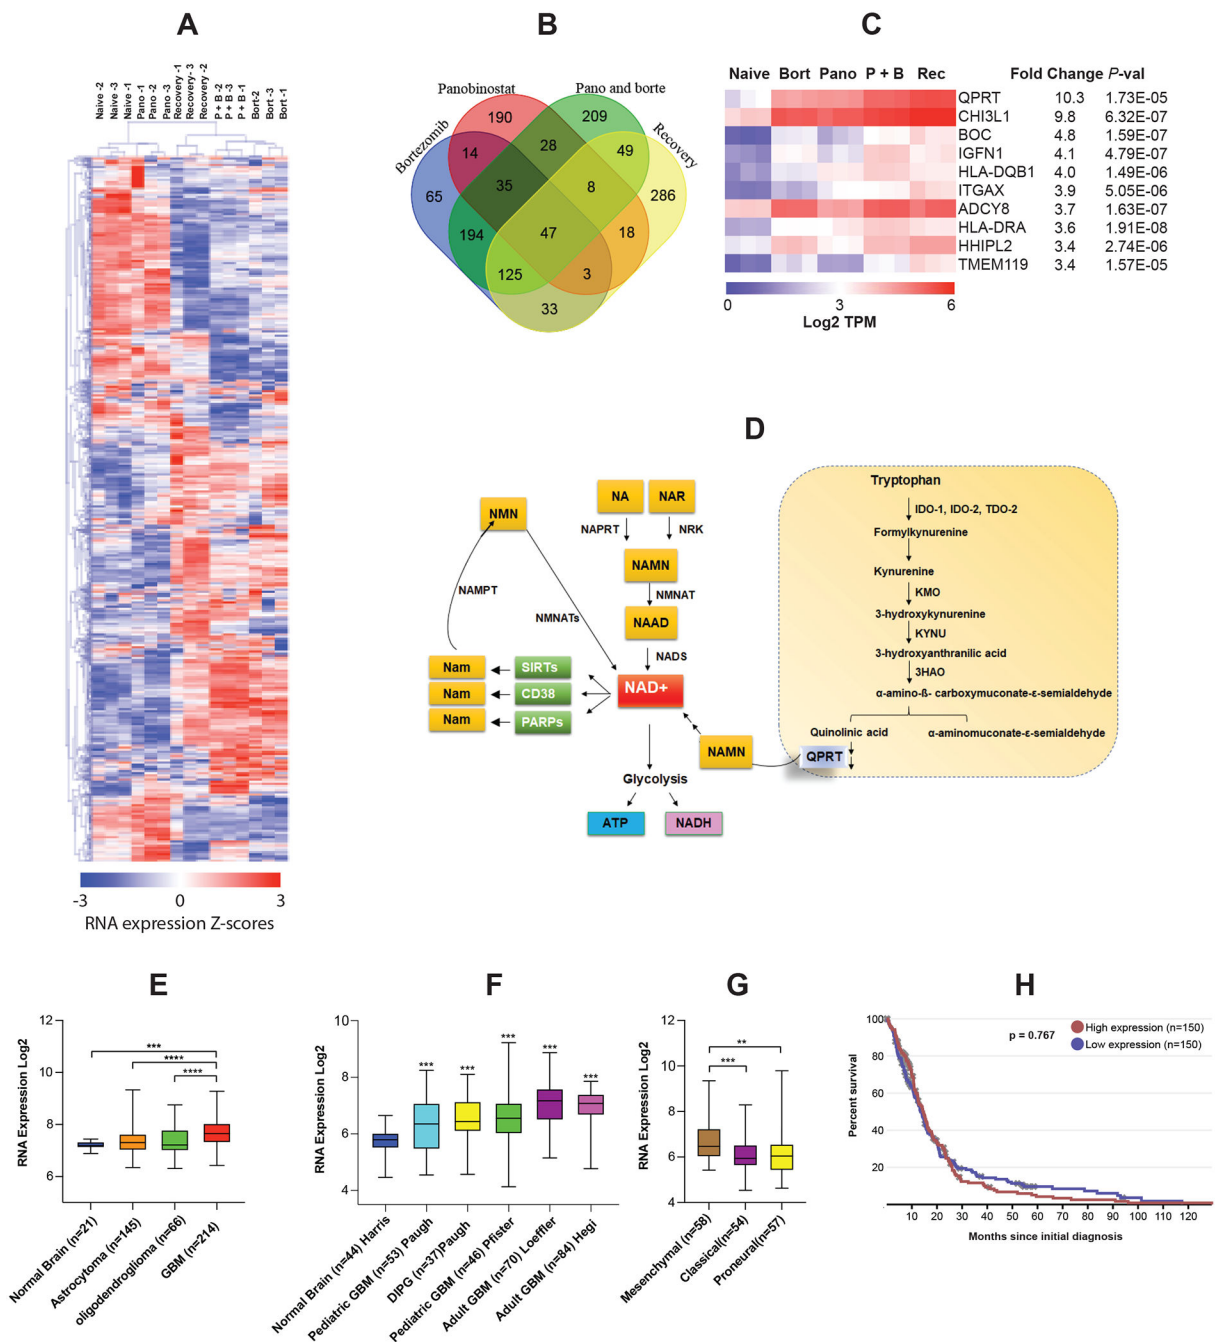 A
Naive -2
Naive -3
Naive -1
Pano -1
Pano -2
Pano -3
Recovery -1
Recovery- 3
Recovery -2
P + B -2
P + B -3
P + B -1
Bort-2
Bort -3
Bort -1
-3
0
3
RNA expression Z-scores
B
Panobinostat
Pano and borte
Bortezomib
Recovery
190
209
14
28
49
65
35
8
286
194
47
18
125
3
33
C
Naive Bort Pano P + B Rec Fold Change P-val
QPRT 10.3 1.73E-05
CHI3L1 9.8 6.32E-07
BOC 4.8 1.59E-07
IGFN1 4.1 4.79E-07
HLA-DQB1 4.0 1.49E-06
ITGAX 3.9 5.05E-06
ADCY8 3.7 1.63E-07
HLA-DRA 3.6 1.91E-08
HHIPL2 3.4 2.74E-06
TMEM119 3.4 1.57E-05
0 3 6
Log2 TPM
D
NMN
NA
NAR
NAPRT
NRK
NAMN
NAMPT
NMNAT
NMNATs
NAAD
NADS
Nam
SIRTs
Nam
CD38
Nam
PARPs
NAD+
NAMN
Glycolysis
ATP
NADH
Tryptophan
IDO-1, IDO-2, TDO-2
Formylkynurenine
Kynurenine
KMO
3-hydroxykynurenine
KYNU
3-hydroxyanthranilic acid
3HAO
α-amino-ß- carboxymuconate-ε-semialdehyde
Quinolinic acid
α-aminomuconate-ε-semialdehyde
QPRT
E
RNA Expression Log2
12
10
8
6
***
****
****
Normal Brain (n=21)
Astrocytoma (n=145)
oligodendroglioma (n=66)
GBM (n=214)
F
RNA Expression Log2
10
8
6
4
***
***
***
***
***
Normal Brain (n=44) Harris
Pediatric GBM (n=53) Paugh
DIPG (n=37)Paugh
Pediatric GBM (n=46) Pfister
Adult GBM (n=70) Loeffler
Adult GBM (n=84) Hegi
G
RNA Expression Log2
12
10
8
6
4
**
***
Mesenchymal (n=58)
Classical(n=54)
Proneural(n=57)
H
Percent survival
100
80
60
40
20
p = 0.767
High expression (n=150)
Low expression (n=150)
10 20 30 40 50 60 70 80 90 100 120
Months since initial diagnosis